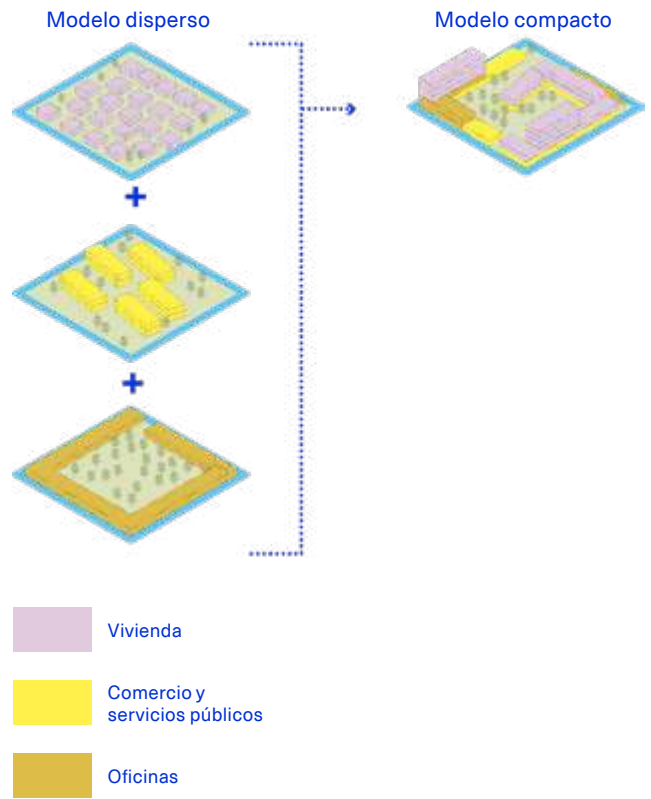 Modelo disperso
Modelo compacto
+
+
Vivienda
Comercio y
servicios públicos
Oficinas